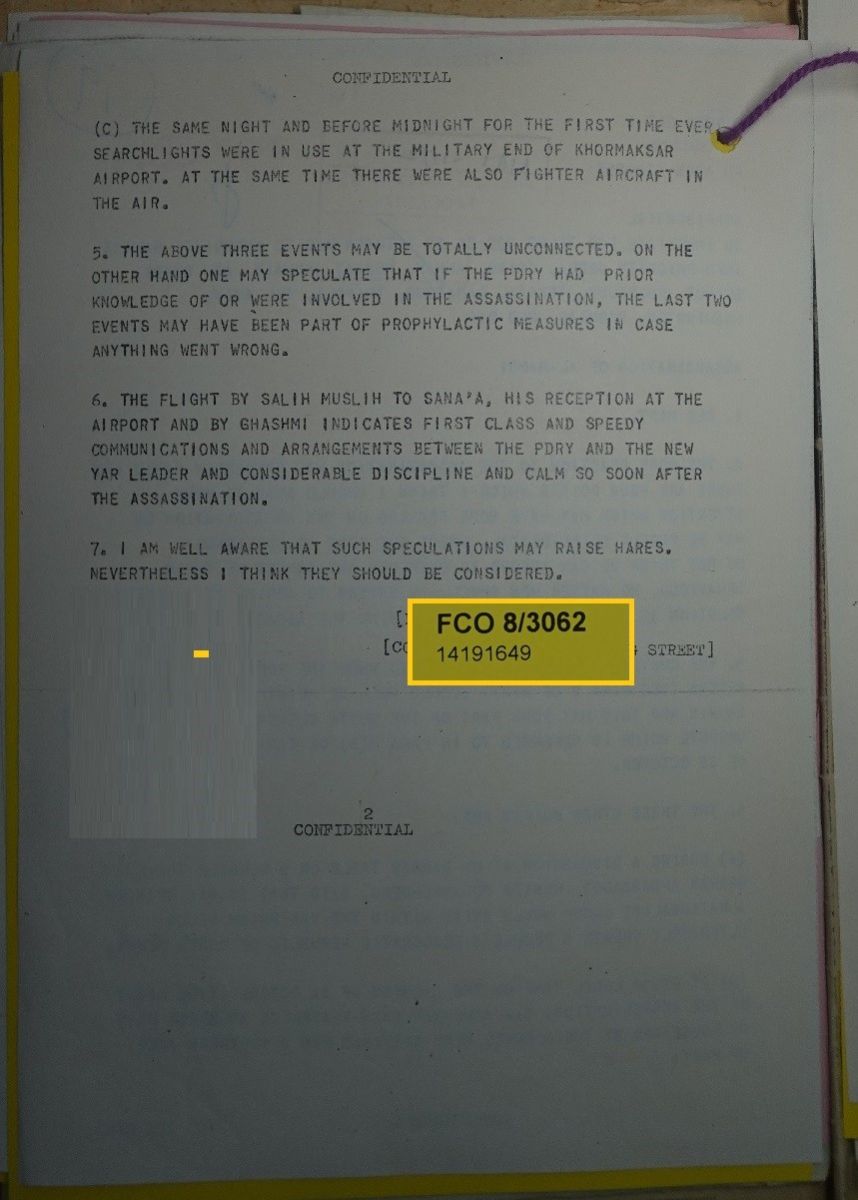 CONFIDENTIAL
(C) THE SAME NIGHT AND BEFORE MIDNIGHT FOR THE FIRST TIME EVER
SEARCHLIGHTS WERE IN USE AT THE MILITARY END OF KHORMAKSAR
AIRPORT. AT THE SAME TIME THERE WERE ALSO FIGHTER AIRCRAFT IN
THE AIR.
5. THE ABOVE THREE EVENTS MAY BE TOTALLY UNCONNECTED. ON THE
OTHER HAND ONE MAY SPECULATE THAT IF THE PDRY HAD PRIOR
KNOWLEDGE OF OR WERE INVOLVED IN THE ASSASSINATION, THE LAST TWO
EVENTS MAY HAVE BEEN PART OF PROPHYLACTIC MEASURES IN CASE
ANYTHING WENT WRONG.
6. THE FLIGHT BY SALIH MUSLIH TO SANA'A, HIS RECEPTION AT THE
AIRPORT AND BY GHASHMI INDICATES FIRST CLASS AND SPEEDY
COMMUNICATIONS AND ARRANGEMENTS BETWEEN THE PDRY AND THE NEW
YAR LEADER AND CONSIDERABLE DISCIPLINE AND CALM SO SOON AFTER
THE ASSASSINATION.
7. I AM WELL AWARE THAT SUCH SPECULATIONS MAY RAISE HARES.
NEVERTHELESS I THINK THEY SHOULD BE CONSIDERED.
FCO 8/3062
14191649
STREET]
2
CONFIDENTIAL